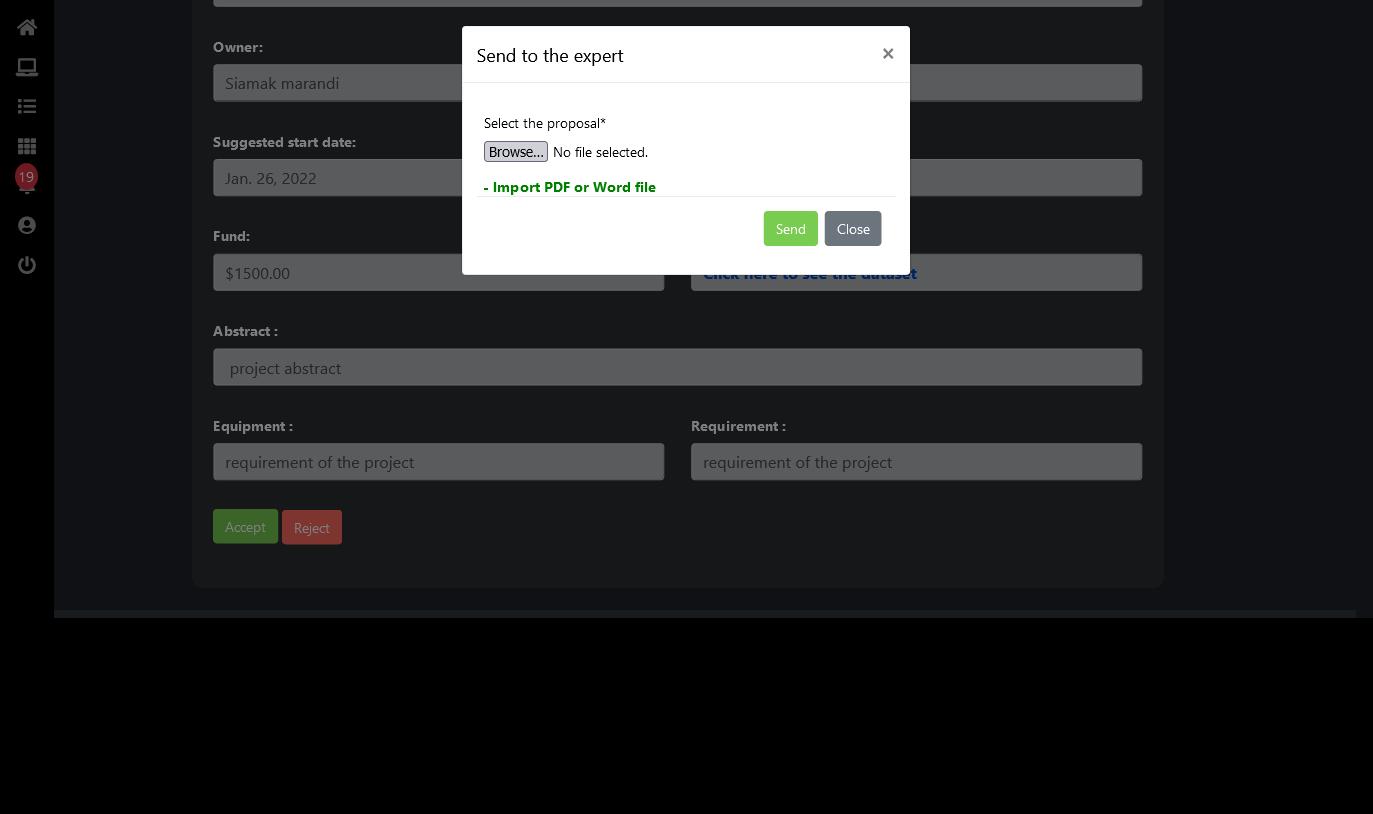 Send to the expert
×
Select the proposal*
Browse... No file selected.
- Import PDF or Word file
Send Close
Owner:
Siamak marandi
Suggested start date:
Jan. 26, 2022
19
Fund:
$1500.00
Click here to see the dataset
Abstract :
project abstract
Equipment : Requirement :
requirement of the project requirement of the project
Accept Reject